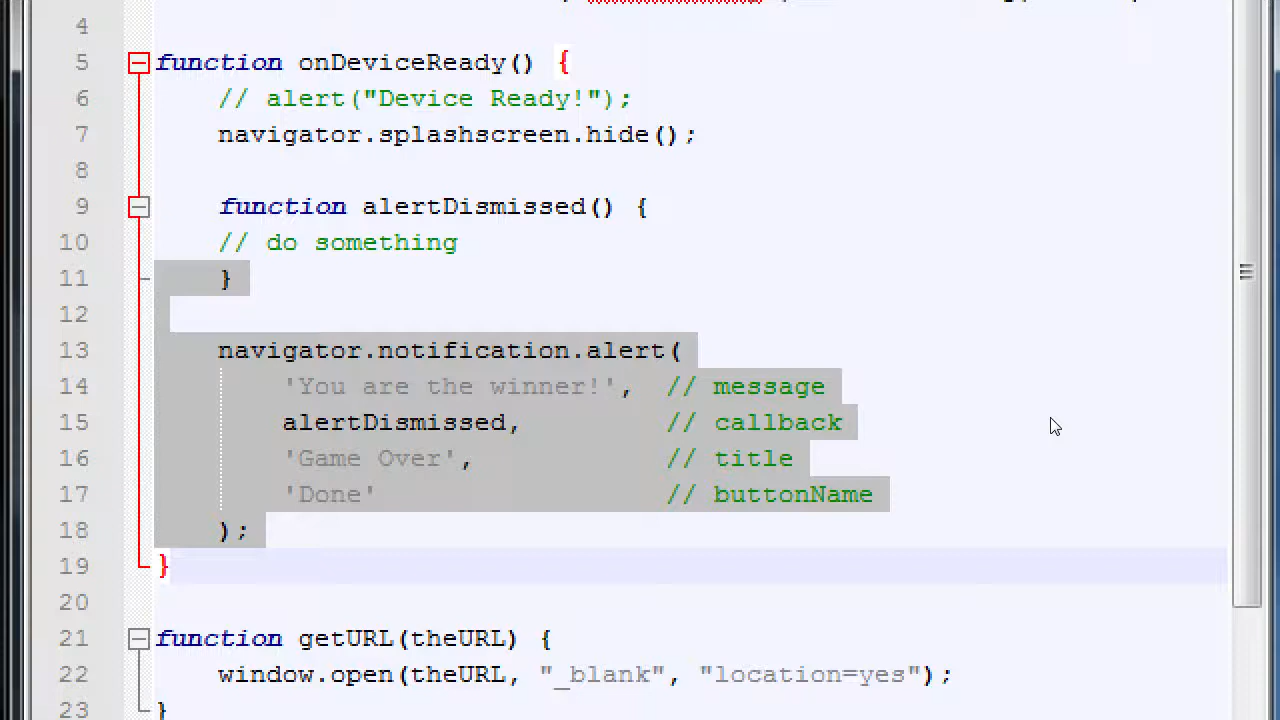 4
5 function onDeviceReady() {
6 // alert("Device Ready!");
7 navigator.splashscreen.hide();
8
9 function alertDismissed() {
10 // do something
11 }
12
13 navigator.notification.alert(
14 'You are the winner!', // message
15 alertDismissed, // callback
16 'Game Over', // title
17 'Done' // buttonName
18 );
19 }
20
21 function getURL(theURL) {
22 window.open(theURL, "_blank", "location=yes");
23 }